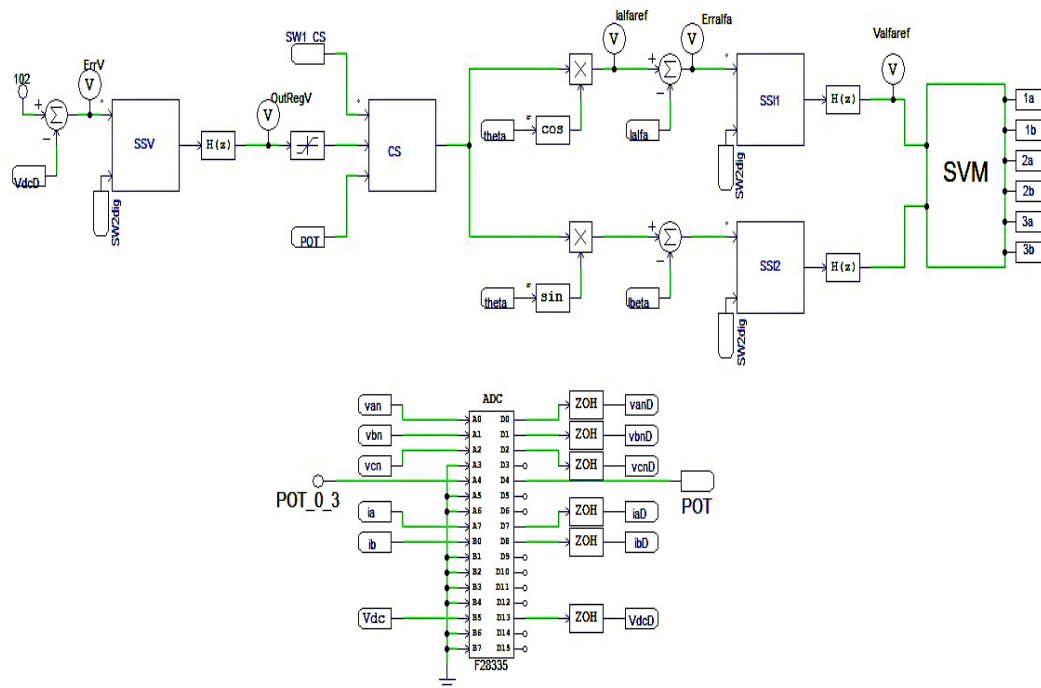 Ialfaref
Erralfa
SW1_CS
Valfaref
ErrV
V
V
V
102
V
V
OutRegV
+
Σ
-
*
SSV
H(z)
*
CS
X
+
Σ
-
*
SSI1
H(z)
1a
1b
2a
2b
3a
3b
SVM
theta
cos
Ialfa
VdcD
SW2dig
SW2dig
POT
X
+
Σ
-
SSI2
H(z)
theta
sin
Ibeta
SW2dig
ADC
van
A0
D0
ZOH
vanD
vbn
A1
D1
ZOH
vbnD
vcn
A2
D2
ZOH
vcnD
A3
D3
POT_0_3
A4
D4
POT
A5
D5
A6
D6
ia
A7
D7
ZOH
iaD
ib
B0
D8
ZOH
ibD
B1
D9
B2
D10
B3
D11
B4
D12
Vdc
B5
D13
ZOH
VdcD
B6
D14
B7
D15
F28335